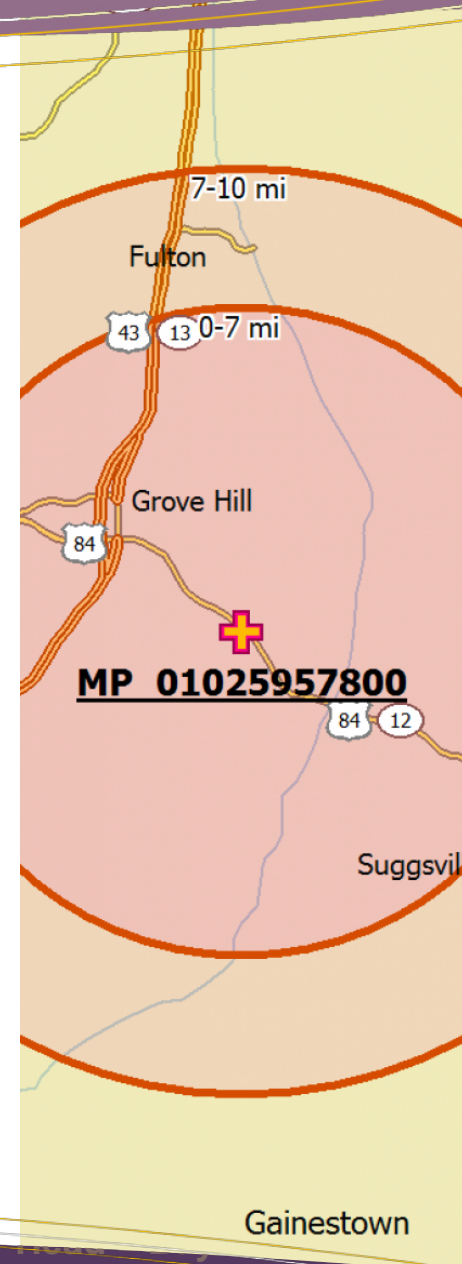 7-10 mi
Fulton
43 13 0-7 mi
Grove Hill
84
MP 01025957800
84 12
Suggsvil
Gainestown